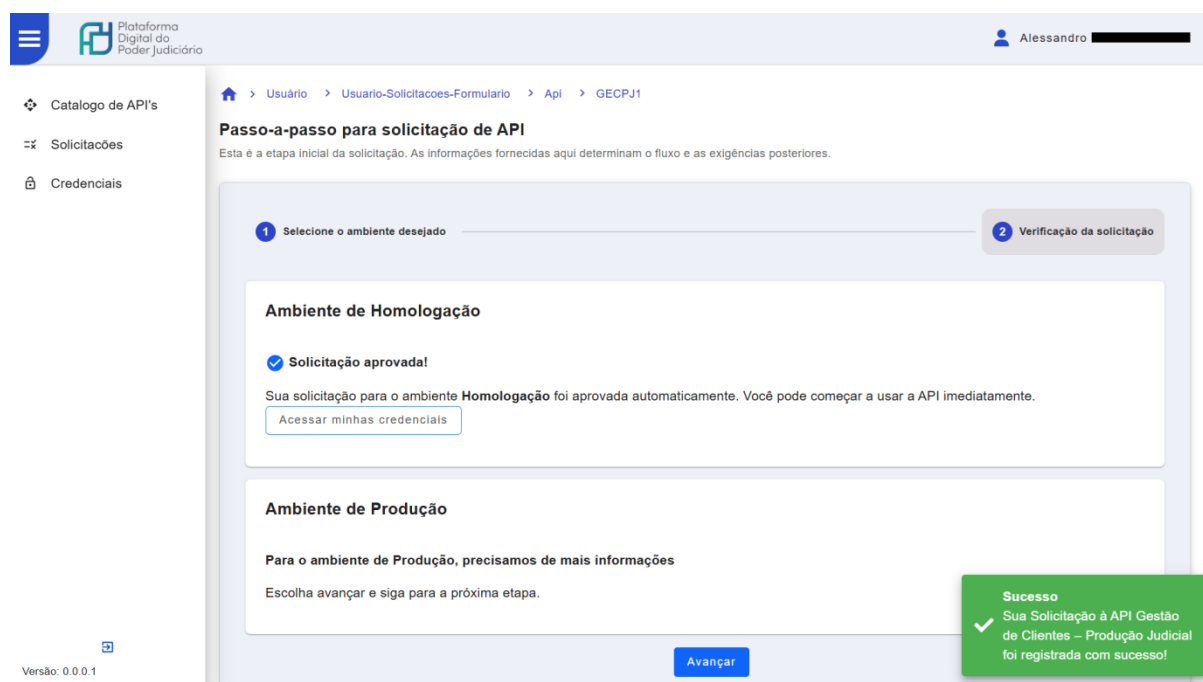 Plataforma
Digital do
Poder Judiciário
Alessandro
Catalogo de API's
Solicitacões
Credenciais
> Usuário > Usuario-Solicitacoes-Formulario > Api > GECPJ1
Passo-a-passo para solicitação de API
Esta é a etapa inicial da solicitação. As informações fornecidas aqui determinam o fluxo e as exigências posteriores.
1 Selecione o ambiente desejado
2 Verificação da solicitação
Ambiente de Homologação
Solicitação aprovada!
Sua solicitação para o ambiente Homologação foi aprovada automaticamente. Você pode começar a usar a API imediatamente.
Acessar minhas credenciais
Ambiente de Produção
Para o ambiente de Produção, precisamos de mais informações
Escolha avançar e siga para a próxima etapa.
Avançar
Sucesso
Sua Solicitação à API Gestão
de Clientes – Produção Judicial
foi registrada com sucesso!
Versão: 0.0.0.1